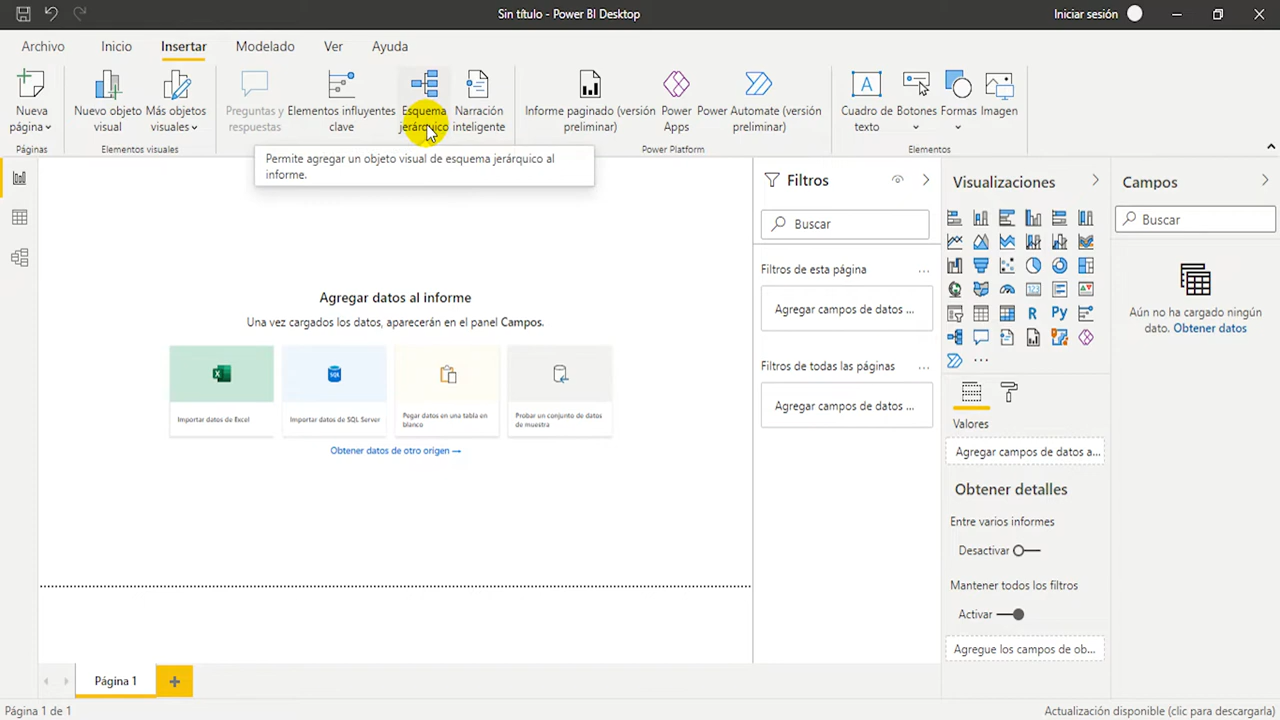 Sin título - Power BI Desktop
Iniciar sesión
Archivo
Inicio
Insertar
Modelado
Ver
Ayuda
Nueva
página
Páginas
Nuevo objeto
visual
Más objetos
visuales
Elementos visuales
Preguntas y
respuestas
Elementos influyentes
clave
Esquema
jerárquico
Narración
inteligente
Informe paginado (versión
preliminar)
Power
Apps
Power Automate (versión
preliminar)
Power Platform
Cuadro de
texto
Botones
Formas
Imagen
Elementos
Permite agregar un objeto visual de esquema jerárquico al
informe.
Agregar datos al informe
Una vez cargados los datos, aparecerán en el panel Campos.
Importar datos de Excel
SQL
Importar datos de SQL Server
Pegar datos en una tabla en
blanco
Probar un conjunto de datos
de muestra
Obtener datos de otro origen →
Filtros
Buscar
Filtros de esta página
...
Agregar campos de datos ...
Filtros de todas las páginas
...
Agregar campos de datos ...
Visualizaciones
R
Py
...
Valores
Agregar campos de datos a...
Obtener detalles
Entre varios informes
Desactivar
Mantener todos los filtros
Activar
Agregue los campos de ob...
Campos
Buscar
Aún no ha cargado ningún
dato. Obtener datos
Página 1
Página 1 de 1
Actualización disponible (clic para descargarla)